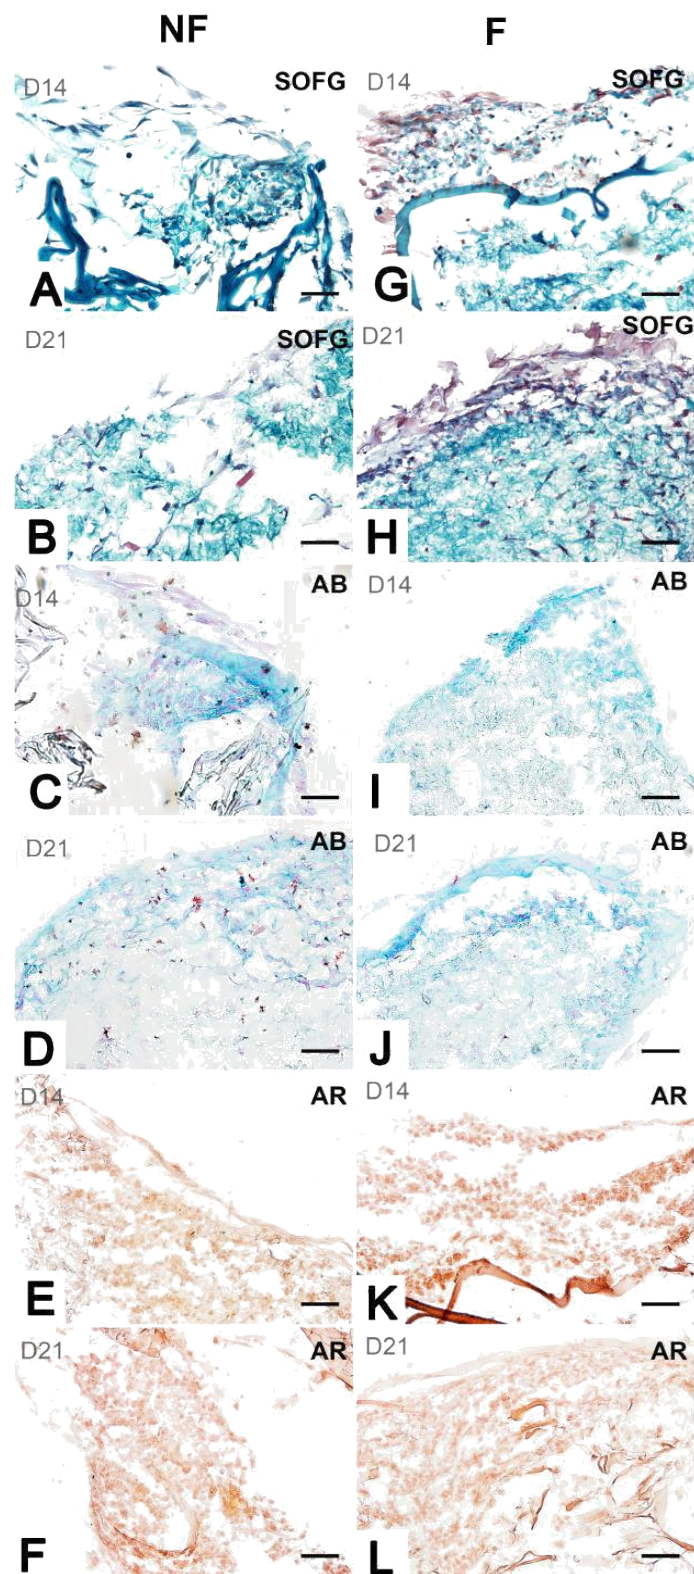 NF F
D14 SOFG D14 SOFG
A G
D21 SOFG D21 SOFG
B H
D14 AB D14 AB
C I
D21 AB D21 AB
D J
D14 AR D14 AR
E K
D21 AR D21 AR
F L